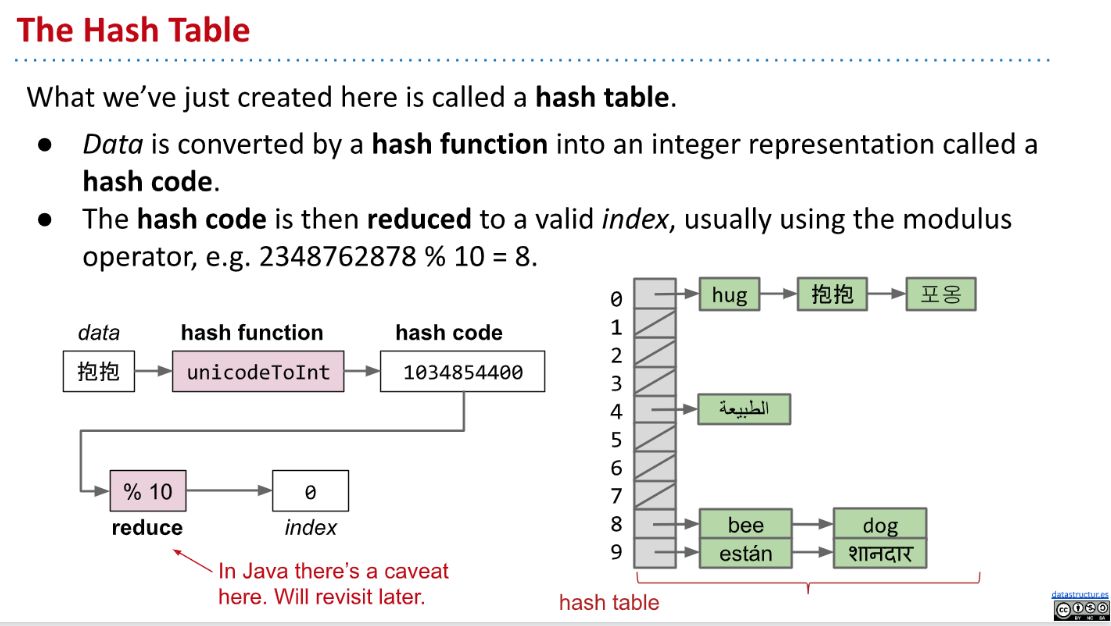 The Hash Table
What we’ve just created here is called a hash table.
● Data is converted by a hash function into an integer representation called a
hash code.
● The hash code is then reduced to a valid index, usually using the modulus
operator, e.g. 2348762878 % 10 = 8.
data hash function hash code
抱抱 unicodeToInt 1034854400
% 10 0
reduce index
In Java there’s a caveat
here. Will revisit later.
0 hug 抱抱 포옹
1
2
3
4 الطبيعة
5
6
7
8 bee dog
9 están शानदार
hash table
datastructur.es
cc
BY NC SA